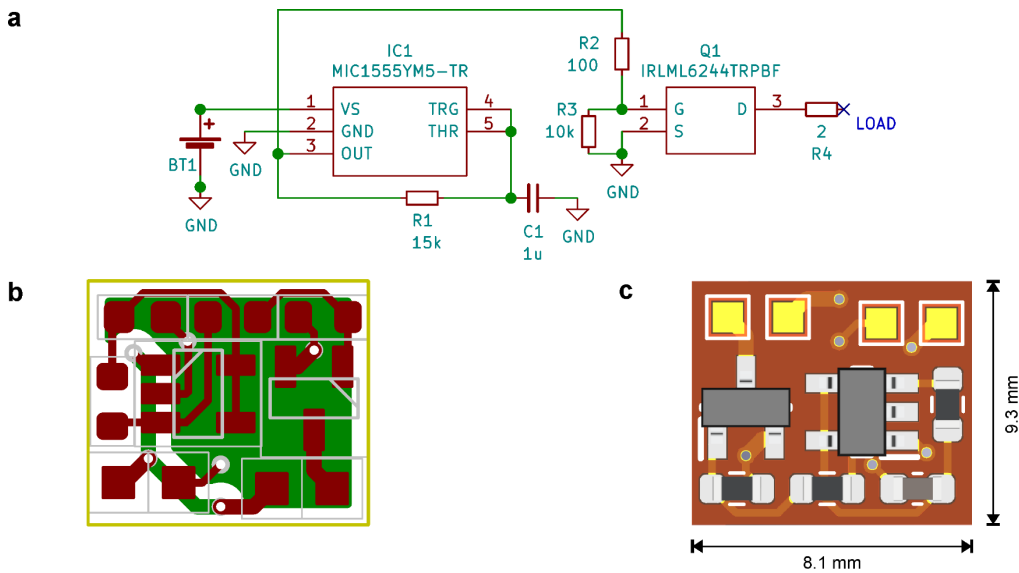 a
IC1
MIC1555YM5-TR
1
VS
2
GND
3
OUT
TRG
4
THR
5
BT1
+
GND
GND
R1
15k
C1
1u
GND
R2
100
R3
10k
Q1
IRLML6244TRPBF
1
G
2
S
D
3
GND
LOAD
2
R4
b
c
9.3 mm
8.1 mm